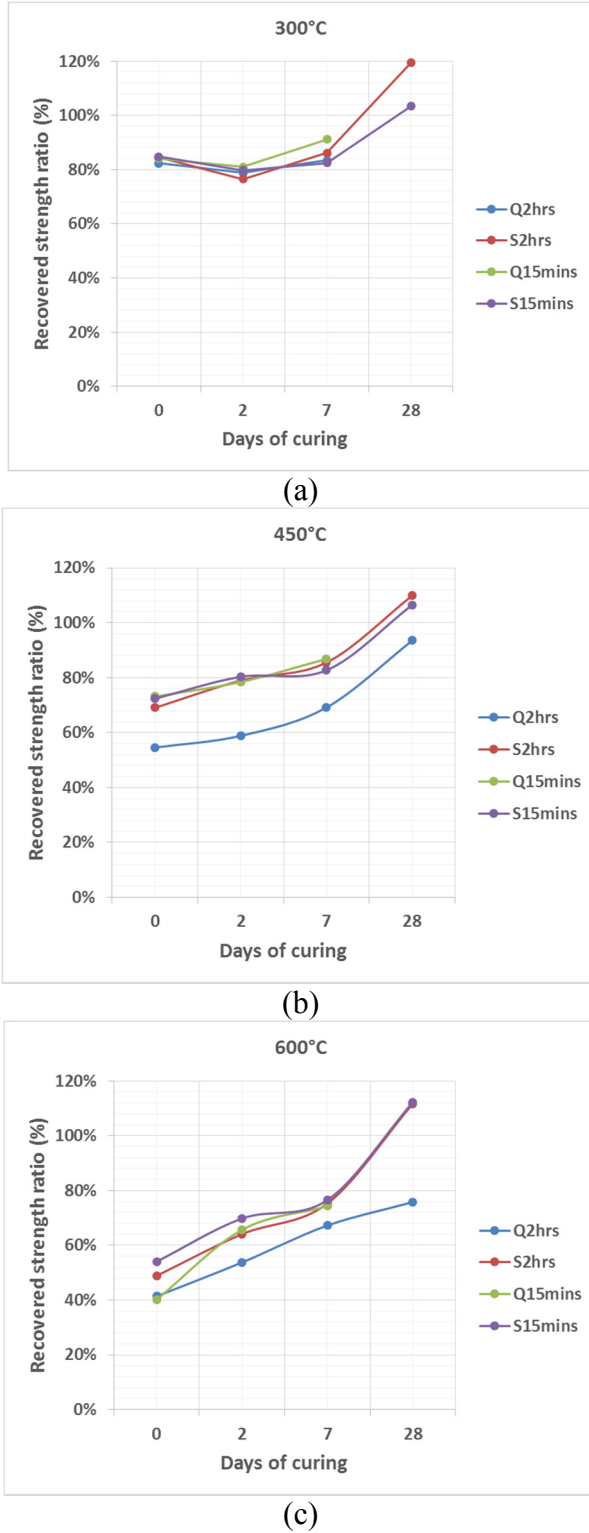 300°C
Recovered strength ratio (%)
120%
100%
80%
60%
40%
20%
0%
0 2 7 28
Days of curing
Q2hrs
S2hrs
Q15mins
S15mins
(a)
450°C
Recovered strength ratio (%)
120%
100%
80%
60%
40%
20%
0%
0 2 7 28
Days of curing
Q2hrs
S2hrs
Q15mins
S15mins
(b)
600°C
Recovered strength ratio (%)
120%
100%
80%
60%
40%
20%
0%
0 2 7 28
Days of curing
Q2hrs
S2hrs
Q15mins
S15mins
(c)